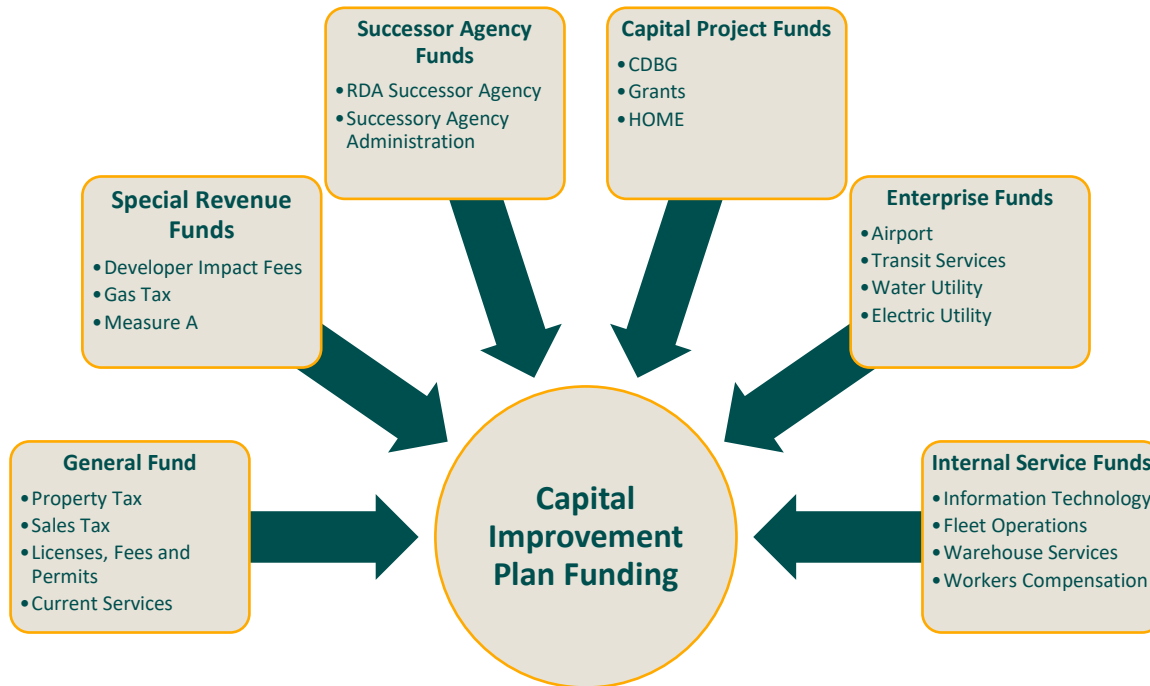 Successor Agency
Funds
• RDA Successor Agency
• Successory Agency
Administration
Capital Project Funds
• CDBG
• Grants
• HOME
Special Revenue
Funds
• Developer Impact Fees
• Gas Tax
• Measure A
Enterprise Funds
• Airport
• Transit Services
• Water Utility
• Electric Utility
General Fund
• Property Tax
• Sales Tax
• Licenses, Fees and
Permits
• Current Services
Capital
Improvement
Plan Funding
Internal Service Funds
• Information Technology
• Fleet Operations
• Warehouse Services
• Workers Compensation